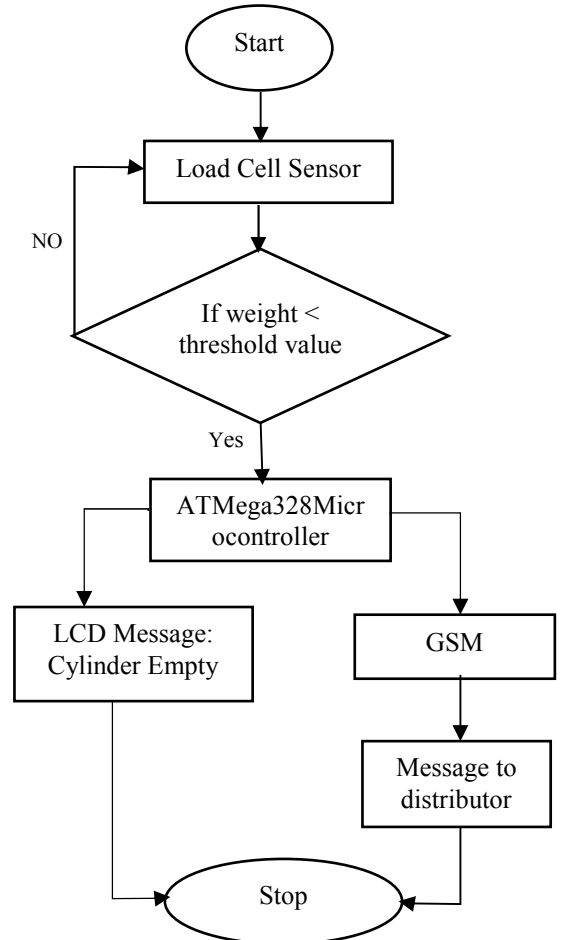 Start
Load Cell Sensor
NO
If weight <
threshold value
Yes
ATMega328Micr
ocontroller
LCD Message:
Cylinder Empty
GSM
Message to
distributor
Stop